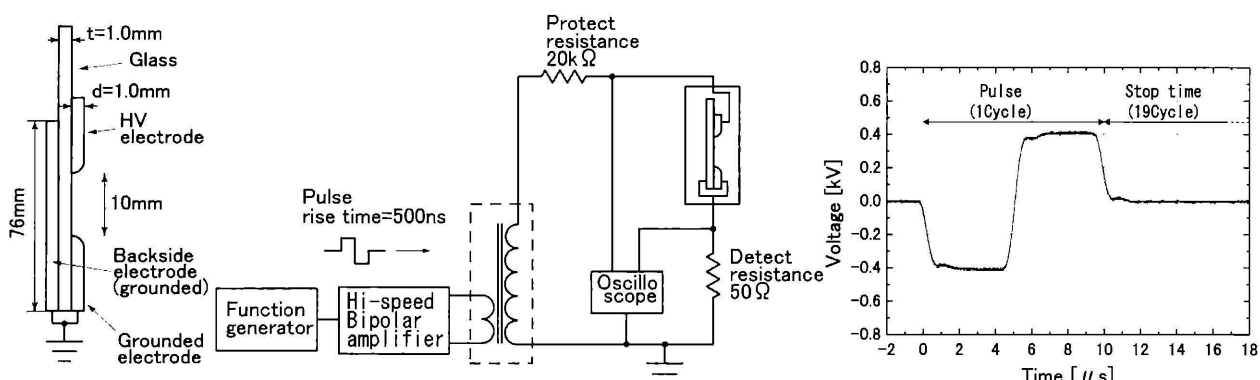 t=1.0mm
Glass
d=1.0mm
HV
electrode
76mm
10mm
Backside
electrode
(grounded)
Grounded
electrode
Pulse
rise time=500ns
Function
generator
Hi-speed
Bipolar
amplifier
Protect
resistance
20kΩ
Oscillo
scope
Detect
resistance
50Ω
Voltage [kV]
0.8
0.6
0.4
0.2
0.0
-0.2
-0.4
-0.6
-0.8
Pulse
(1Cycle)
Stop time
(19Cycle)
-2 0 2 4 6 8 10 12 14 16 18
Time [μs]